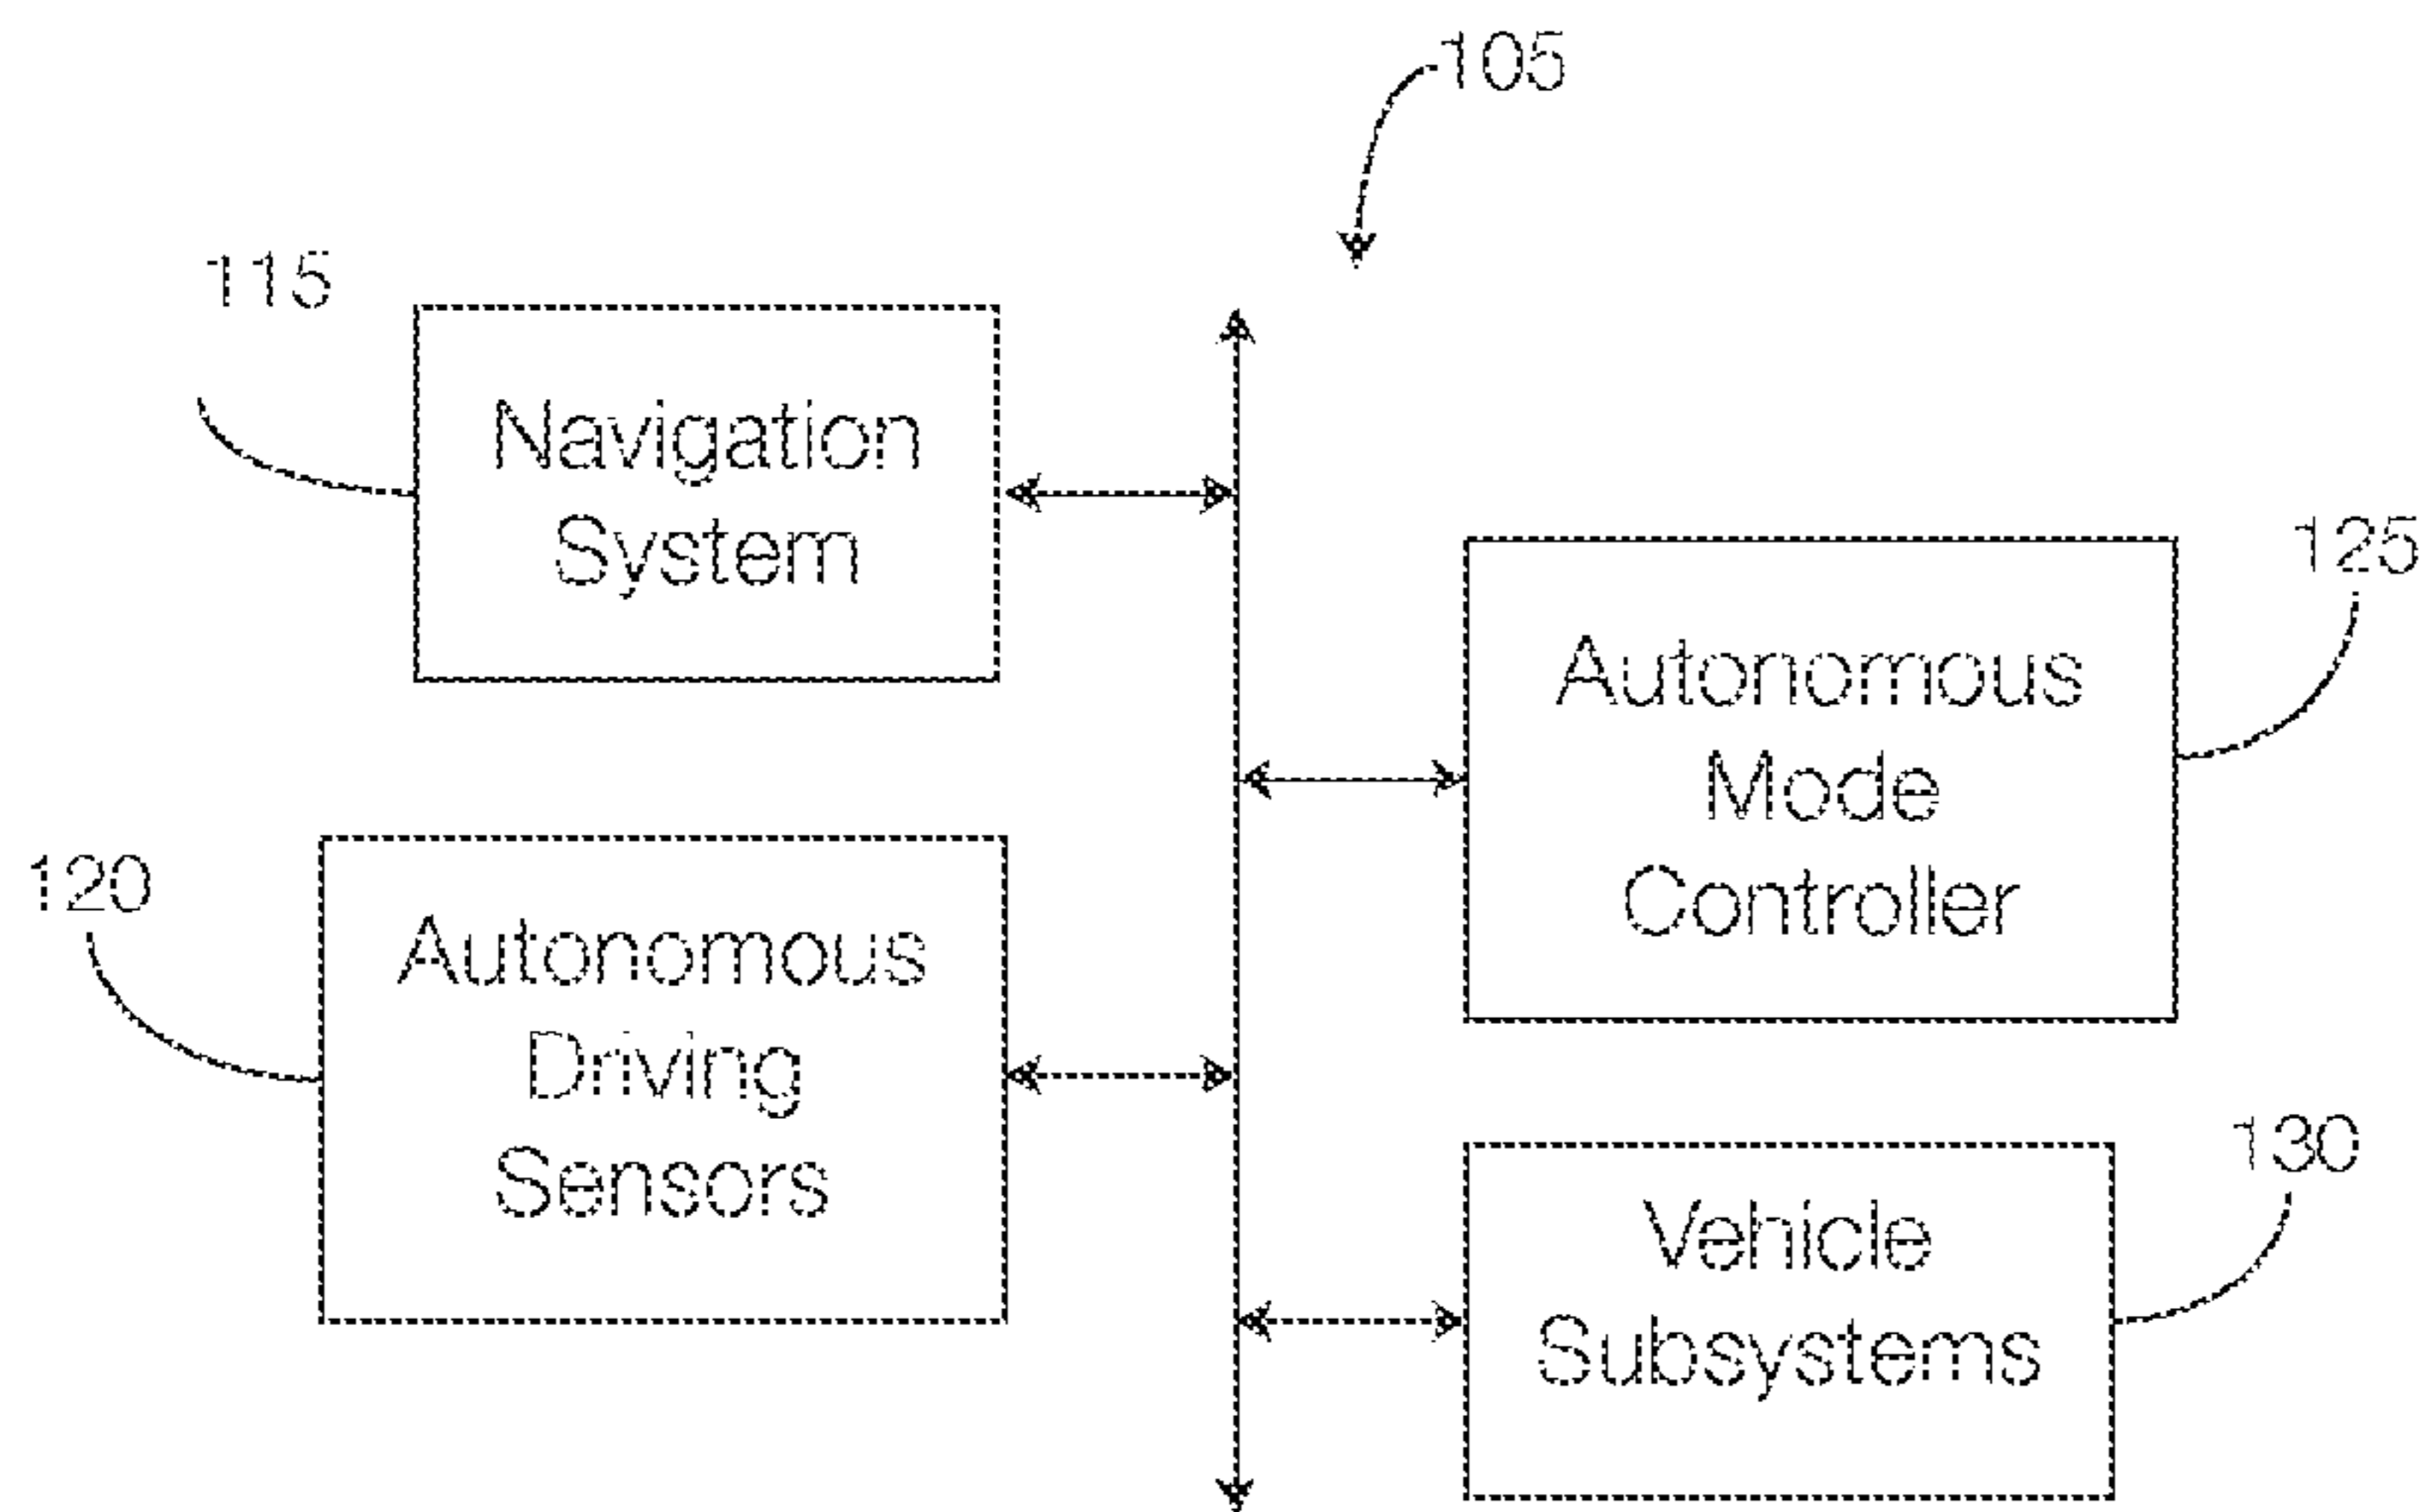 105
115
Navigation
System
125
Autonomous
Mode
Controller
120
Autonomous
Driving
Sensors
130
Vehicle
Subsystems